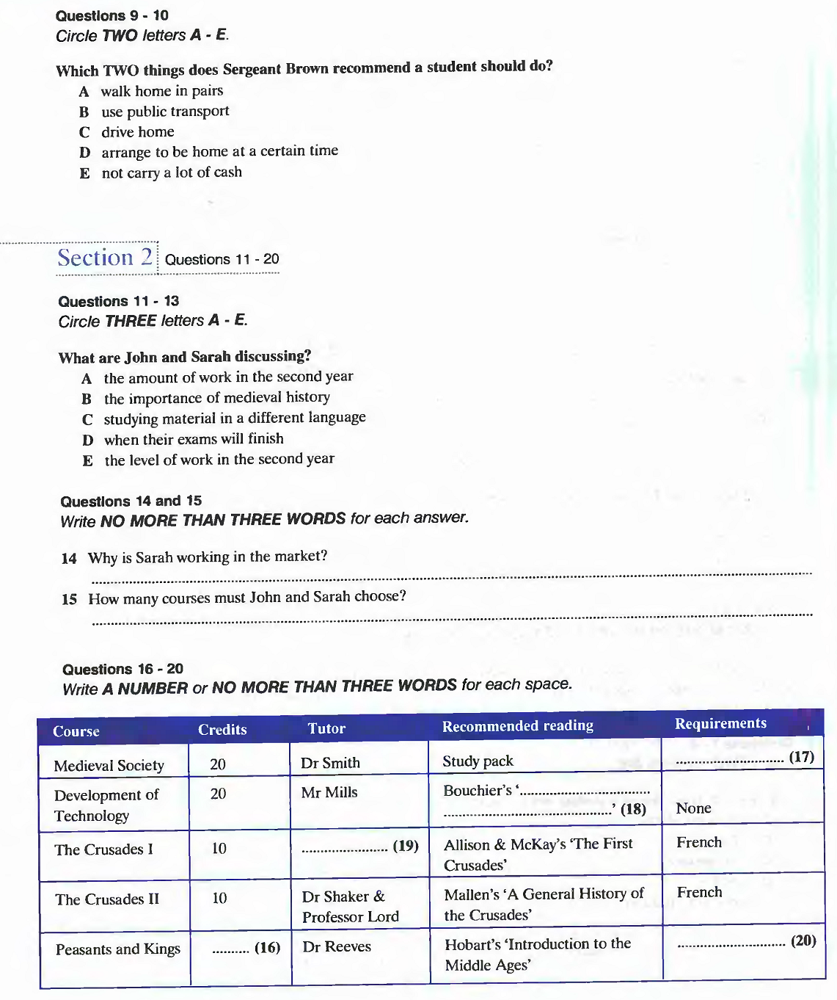 Questions 9 - 10
Circle TWO letters A - E.
Which TWO things does Sergeant Brown recommend a student should do?
A walk home in pairs
B use public transport
C drive home
D arrange to be home at a certain time
E not carry a lot of cash
Section 2 Questions 11 - 20
Questions 11 - 13
Circle THREE letters A - E.
What are John and Sarah discussing?
A the amount of work in the second year
B the importance of medieval history
C studying material in a different language
D when their exams will finish
E the level of work in the second year
Questions 14 and 15
Write NO MORE THAN THREE WORDS for each answer.
14 Why is Sarah working in the market?
15 How many courses must John and Sarah choose?
Questions 16 - 20
Write A NUMBER or NO MORE THAN THREE WORDS for each space.
Course Credits Tutor Recommended reading Requirements
Medieval Society 20 Dr Smith Study pack .............................. (17)
Development of 20 Mr Mills Bouchier's '....................................
Technology .............................................' (18) None
The Crusades I 10 ........................ (19) Allison & McKay's 'The First French
Crusades'
The Crusades II 10 Dr Shaker & Mallen's 'A General History of French
Professor Lord the Crusades'
Peasants and Kings .......... (16) Dr Reeves Hobart's 'Introduction to the ............................. (20)
Middle Ages'